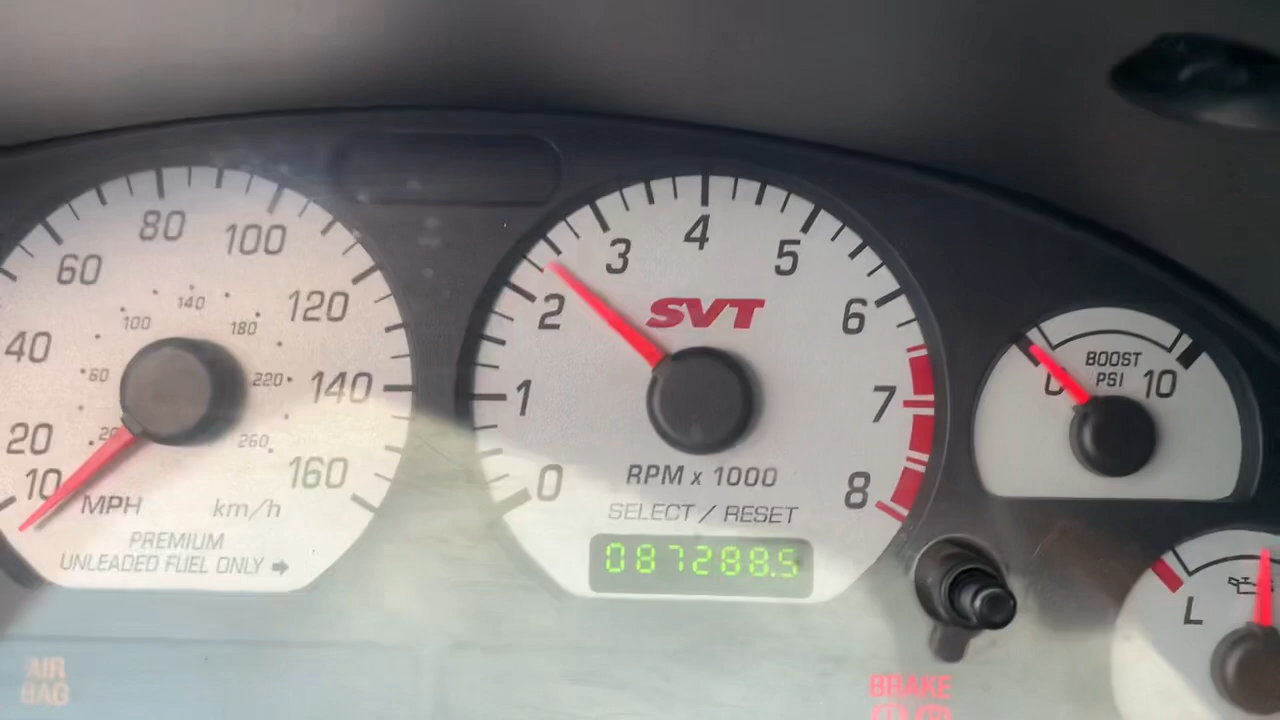 80
100
60
120
40
140
20
160
10
140
100
180
60
220
20
260
MPH
km/h
PREMIUM
UNLEADED FUEL ONLY
AIR
BAG
4
3
5
2
6
SVT
1
7
0
8
RPM x 1000
SELECT / RESET
087288.5
BOOST
PSI
0
10
L
BRAKE